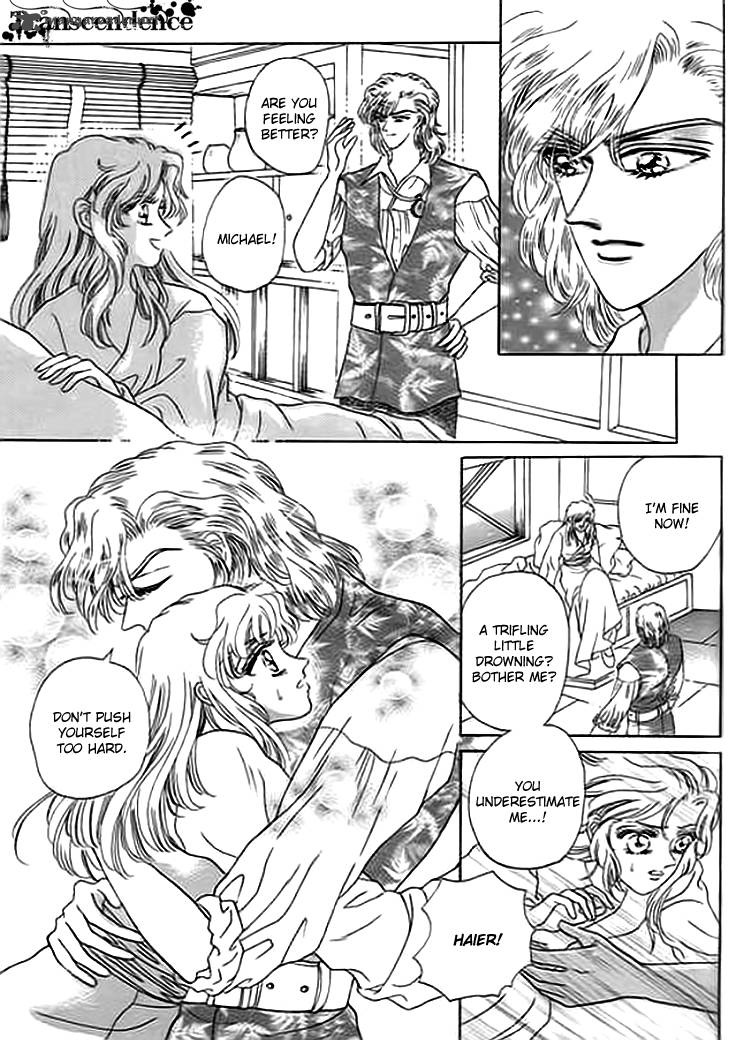 Transcendence
ARE YOU
FEELING
BETTER?
MICHAEL!
I'M FINE
NOW!
A TRIFLING
LITTLE
DROWNING?
BOTHER ME?
YOU
UNDERESTIMATE
ME...!
HAIER!
DON'T PUSH
YOURSELF
TOO HARD.